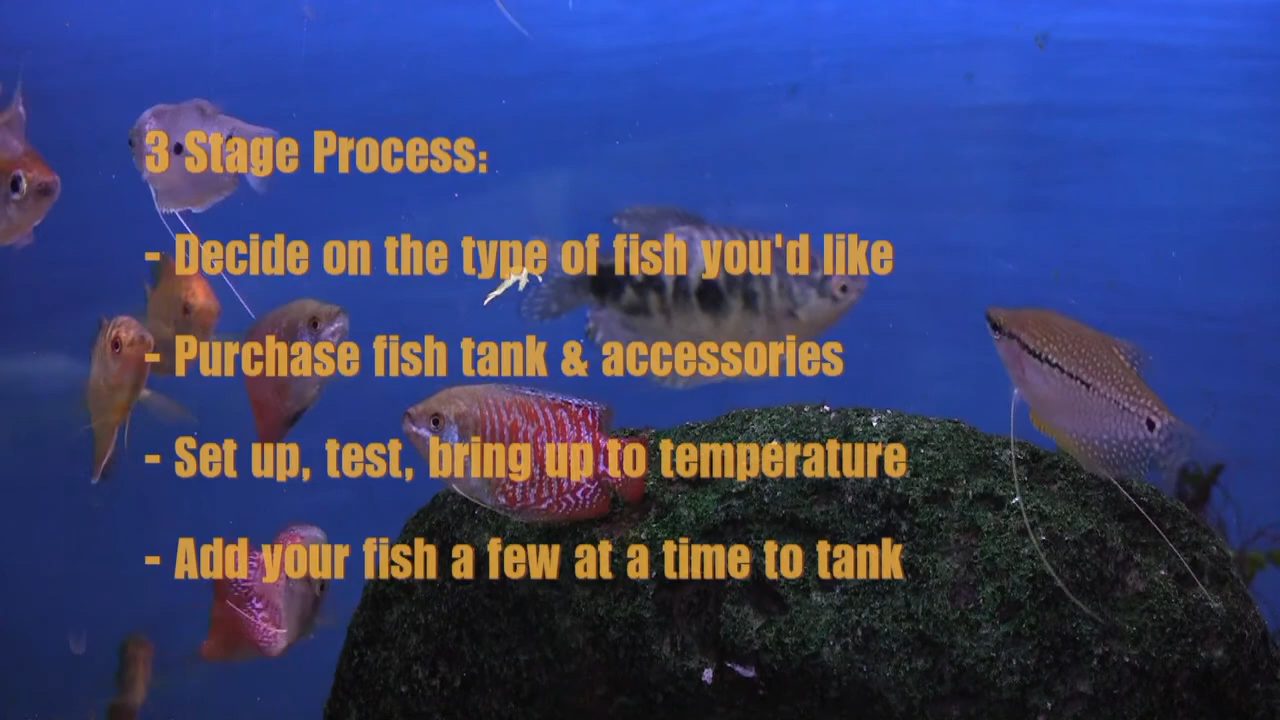 3 Stage Process:
- Decide on the type of fish you'd like
- Purchase fish tank & accessories
- Set up, test, bring up to temperature
- Add your fish a few at a time to tank